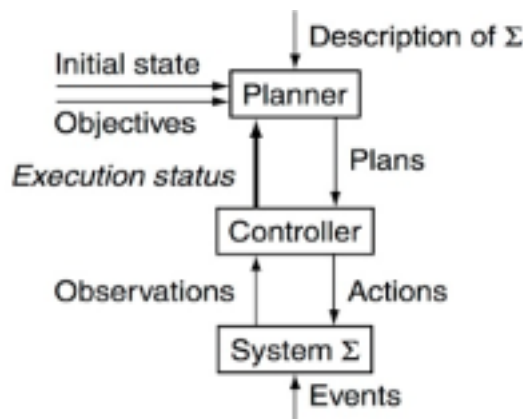 Description of Σ
Initial state
Planner
Objectives
Execution status
Plans
Controller
Observations
Actions
System Σ
Events